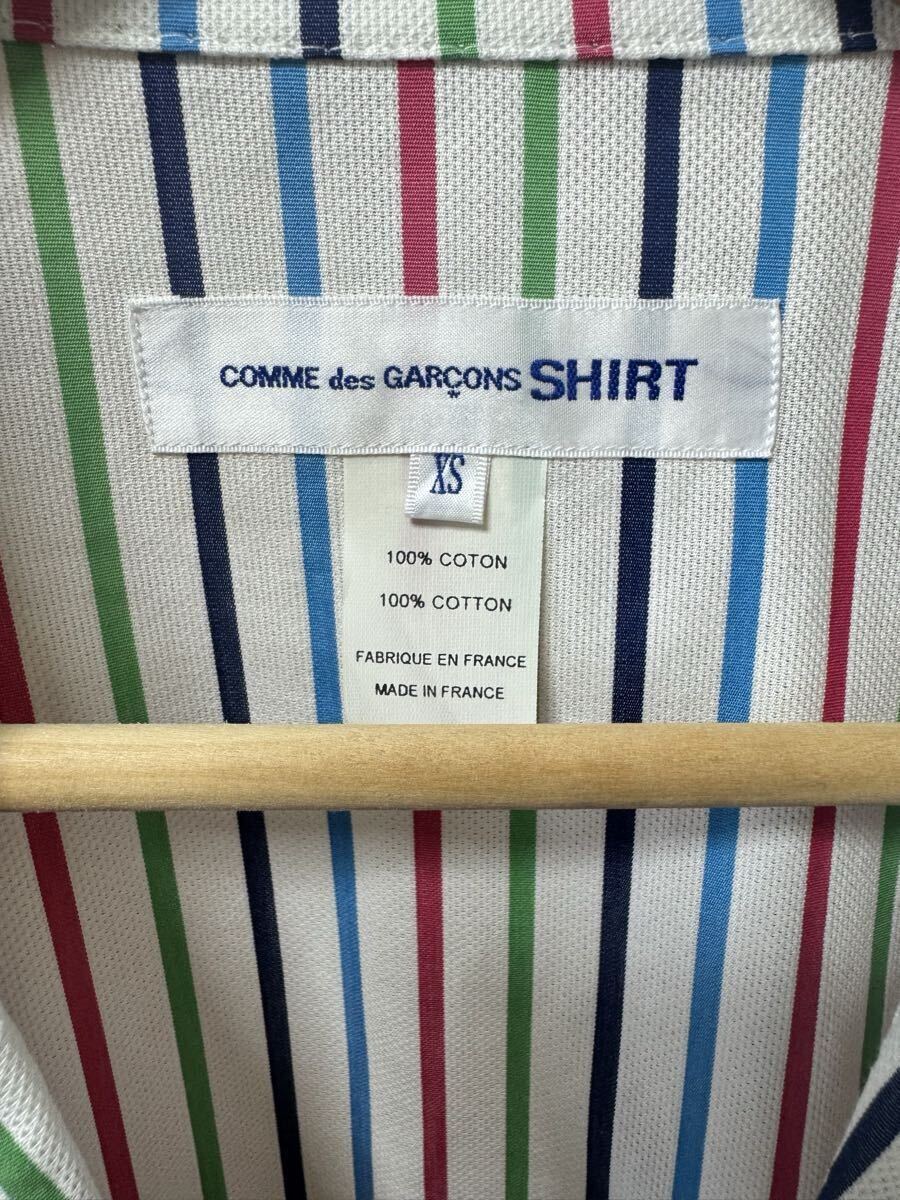 COMME des GARÇONS SHIRT
XS
100% COTON
100% COTTON
FABRIQUE EN FRANCE
MADE IN FRANCE